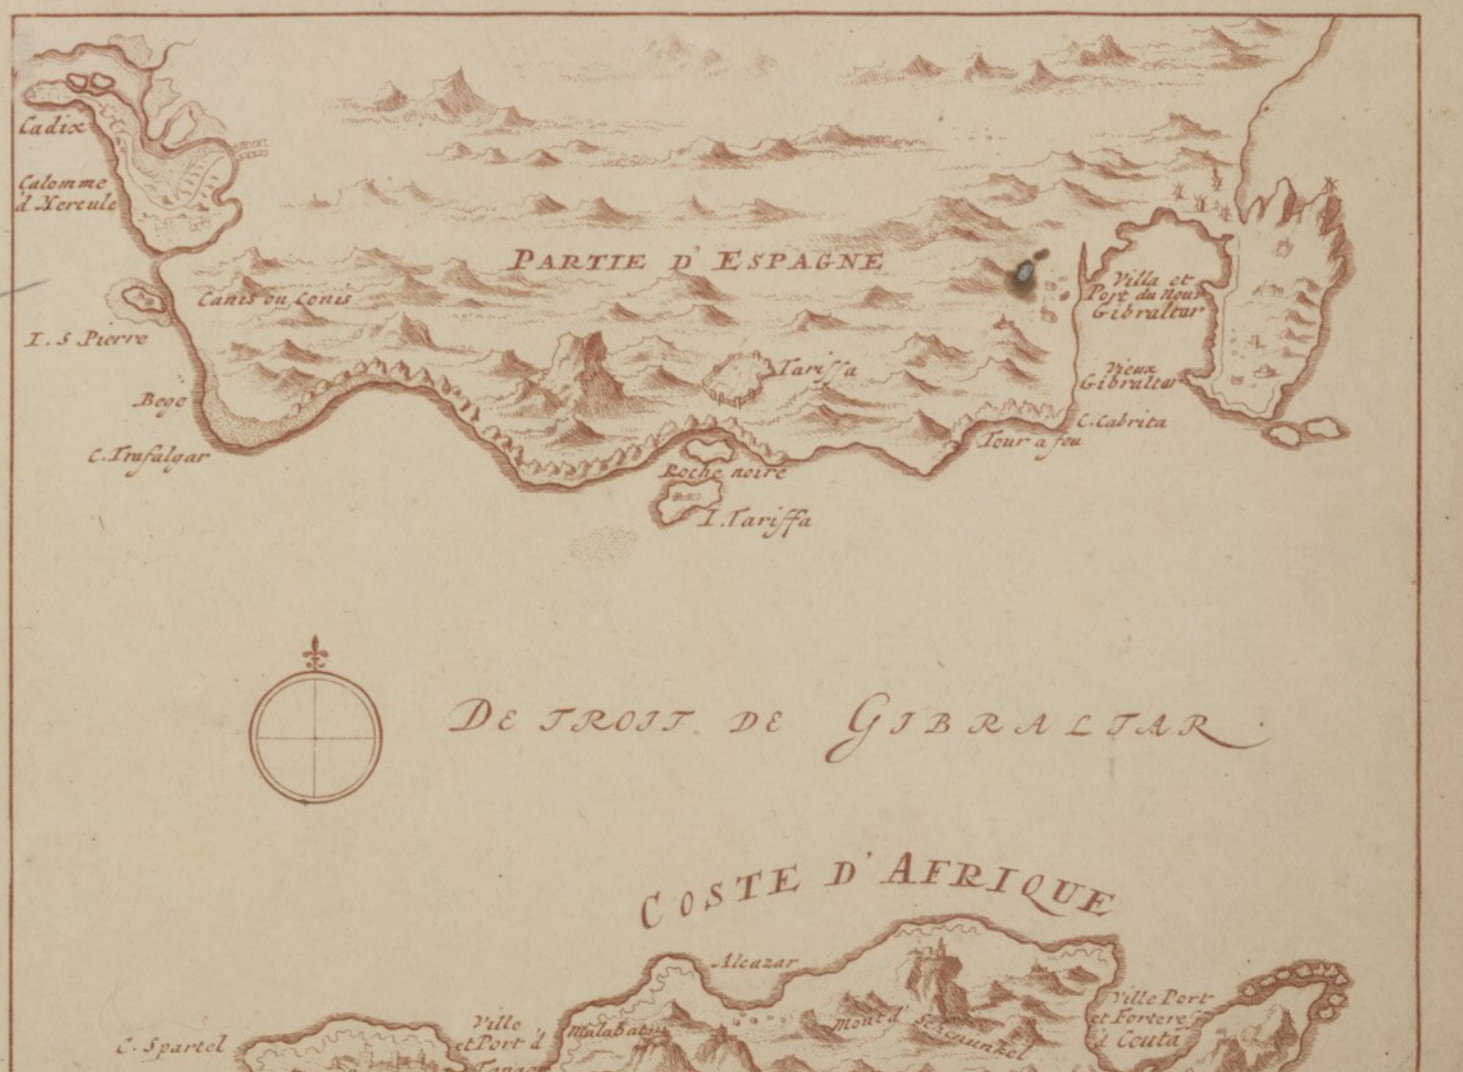 Cadix
Calomme
d Hercule
PARTIE D' ESPAGNE
Canis ou Conis
I. S Pierre
Villa et
Port du Nouv
Gibraltar
Tariffa
Vieux
Gibraltar
Bege
C. Cabrita
C. Trafalgar
Tour a feu
Roche noire
I. Tariffa
DETROIT DE GIBRALTAR
COSTE D' AFRIQUE
Alcazar
Ville Port
et Forteress
d Ceuta
Mont d'
Ville
et Port d
Tanger
C. Spartel